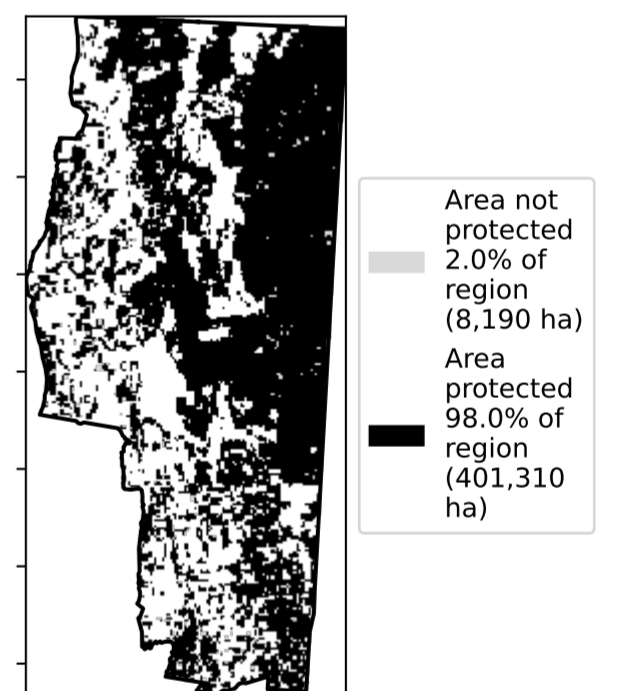 Area not
protected
2.0% of
region
(8,190 ha)
Area
protected
98.0% of
region
(401,310
ha)